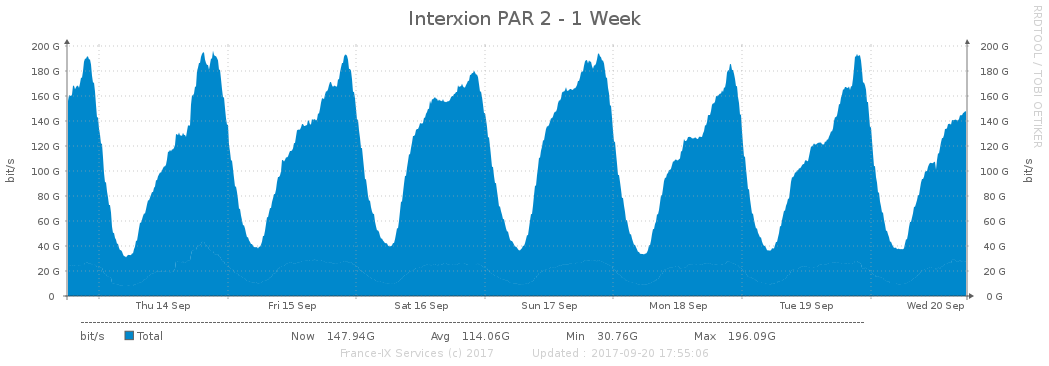 Interxion PAR 2 - 1 Week
RRDTOOL / TOBI OETIKER
bit/s
200 G 200 G
180 G 180 G
160 G 160 G
140 G 140 G
120 G 120 G
100 G 100 G
80 G 80 G
60 G 60 G
40 G 40 G
20 G 20 G
0 0 G
bit/s
Thu 14 Sep Fri 15 Sep Sat 16 Sep Sun 17 Sep Mon 18 Sep Tue 19 Sep Wed 20 Sep
bit/s Total Now 147.94G Avg 114.06G Min 30.76G Max 196.09G
France-IX Services (c) 2017 Updated : 2017-09-20 17:55:06